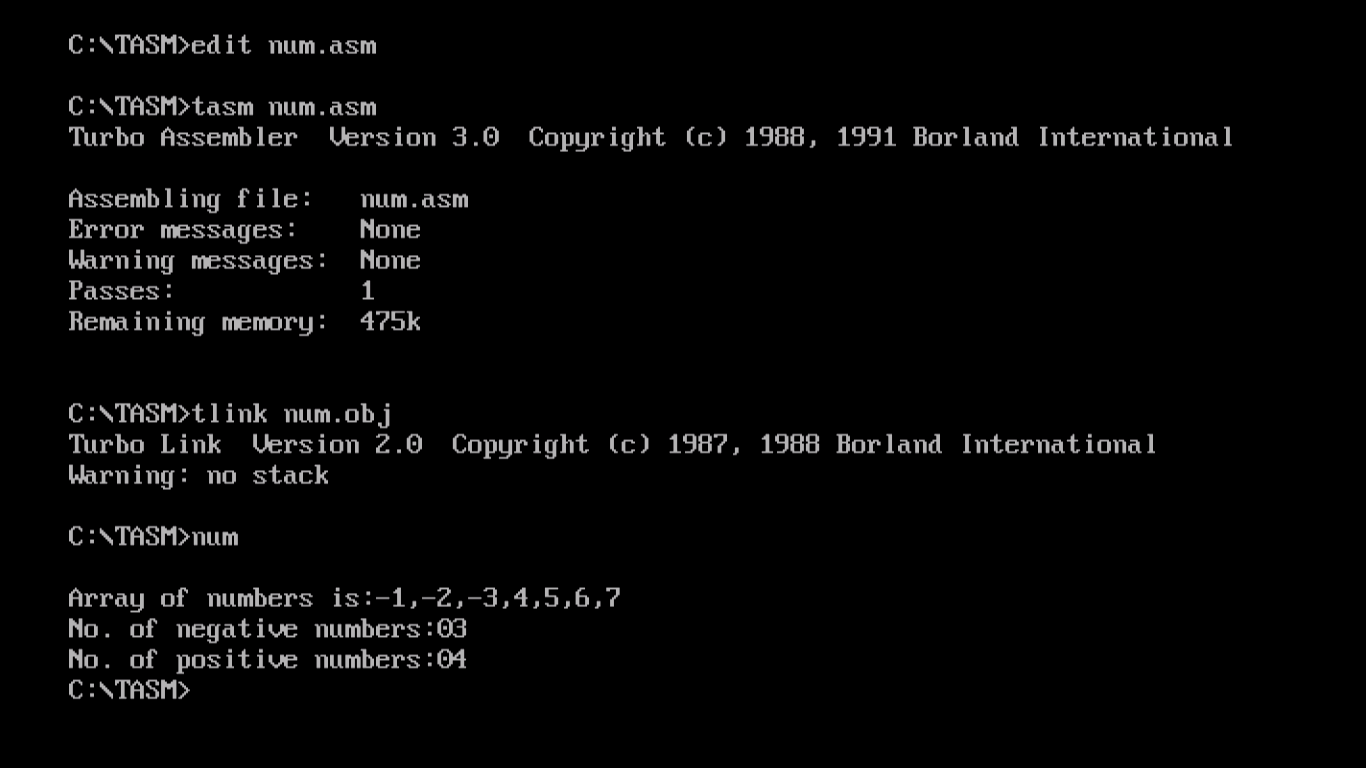 C:\TASM>edit num.asm
C:\TASM>tasm num.asm
Turbo Assembler  Version 3.0  Copyright (c) 1988, 1991 Borland International
Assembling file:   num.asm
Error messages:    None
Warning messages:  None
Passes:            1
Remaining memory:  475k
C:\TASM>tlink num.obj
Turbo Link  Version 2.0  Copyright (c) 1987, 1988 Borland International
Warning: no stack
C:\TASM>num
Array of numbers is:-1,-2,-3,4,5,6,7
No. of negative numbers:03
No. of positive numbers:04
C:\TASM>